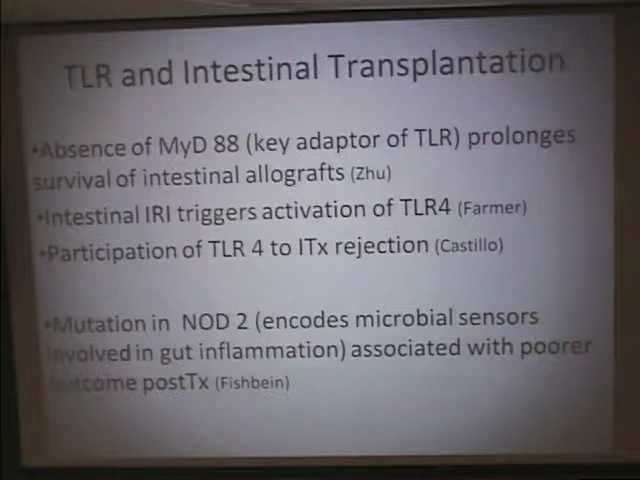 TLR and Intestinal Transplantation
•Absence of MyD 88 (key adaptor of TLR) prolonges
survival of intestinal allografts (Zhu)
•Intestinal IRI triggers activation of TLR4 (Farmer)
•Participation of TLR 4 to ITx rejection (Castillo)
•Mutation in NOD 2 (encodes microbial sensors
involved in gut inflammation) associated with poorer
outcome postTx (Fishbein)